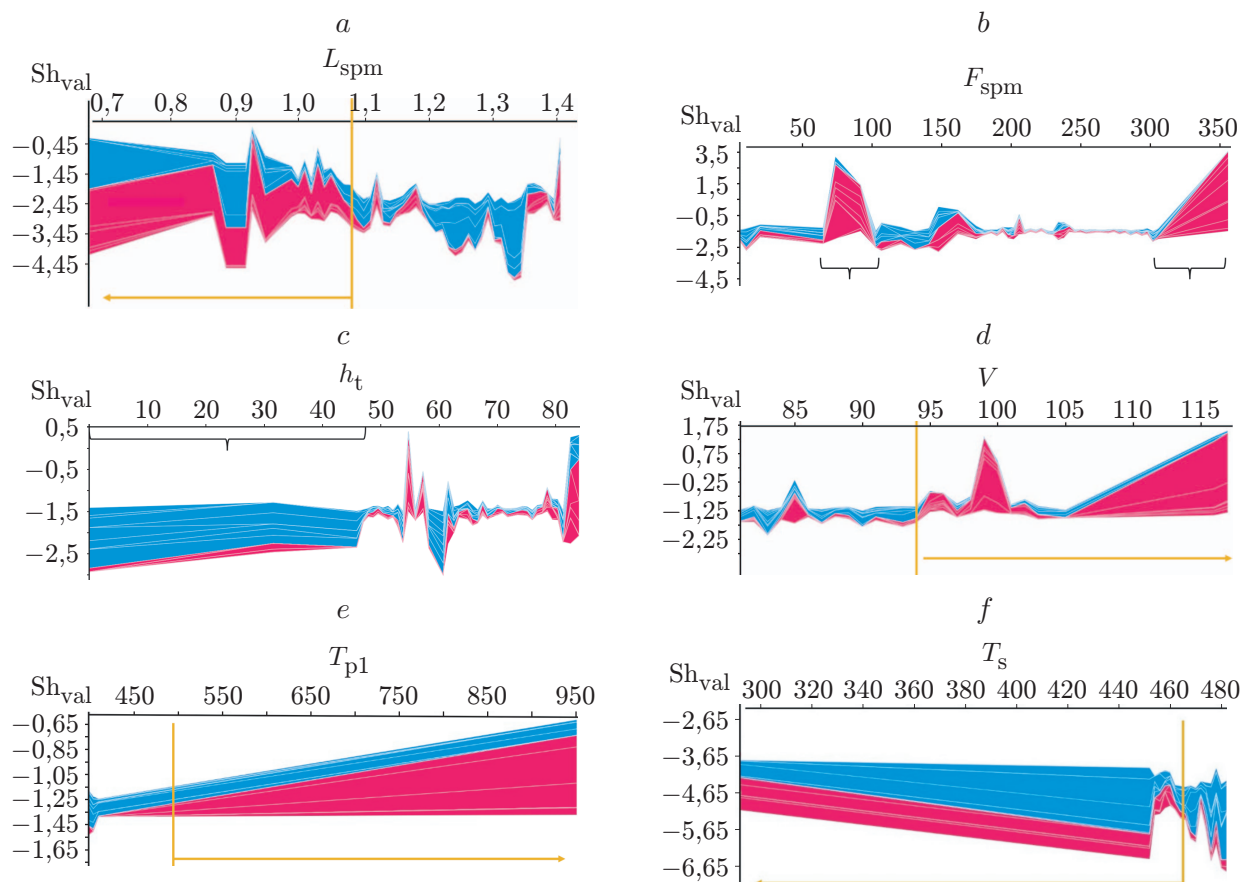 a
L_spm
Sh_val
0,7 0,8 0,9 1,0 1,1 1,2 1,3 1,4
−0,45
−1,45
−2,45
−3,45
−4,45
b
F_spm
Sh_val
50 100 150 200 250 300 350
3,5
1,5
−0,5
−2,5
−4,5
c
h_t
Sh_val
10 20 30 40 50 60 70 80
0,5
−0,5
−1,5
−2,5
d
V
Sh_val
85 90 95 100 105 110 115
1,75
0,75
−0,25
−1,25
−2,25
e
T_p1
Sh_val
450 550 650 750 850 950
−0,65
−0,85
−1,05
−1,25
−1,45
−1,65
f
T_s
Sh_val
300 320 340 360 380 400 420 440 460 480
−2,65
−3,65
−4,65
−5,65
−6,65